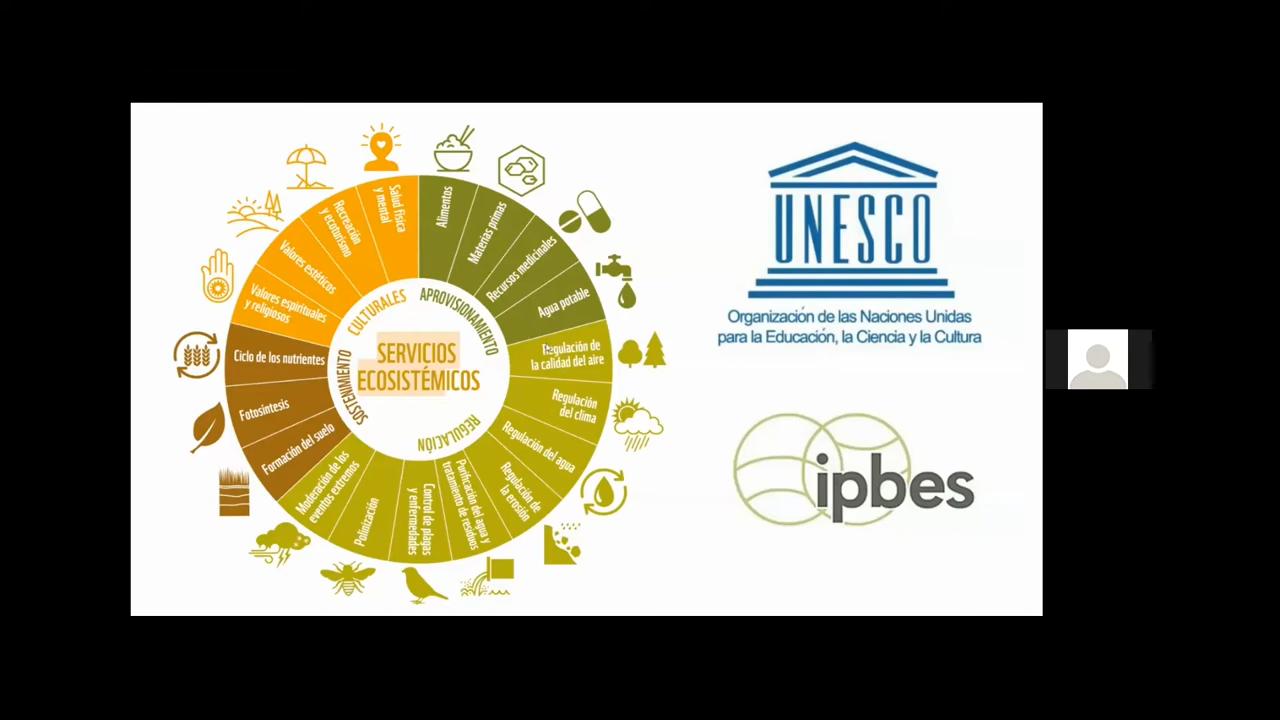 SERVICIOS
ECOSISTÉMICOS
CULTURALES
APROVISIONAMIENTO
REGULACIÓN
SOSTENIMIENTO
Alimentos
Materias primas
Recursos medicinales
Agua potable
Regulación de
la calidad del aire
Regulación
del clima
Regulación del agua
Regulación de
la erosión
Purificación del agua y
tratamiento de residuos
Control de plagas
y enfermedades
Polinización
Moderación de los
eventos extremos
Formación del suelo
Fotosíntesis
Ciclo de los nutrientes
Valores espirituales
y religiosos
Valores estéticos
Recreación
y ecoturismo
Salud física
y mental
UNESCO
Organización de las Naciones Unidas
para la Educación, la Ciencia y la Cultura
ipbes